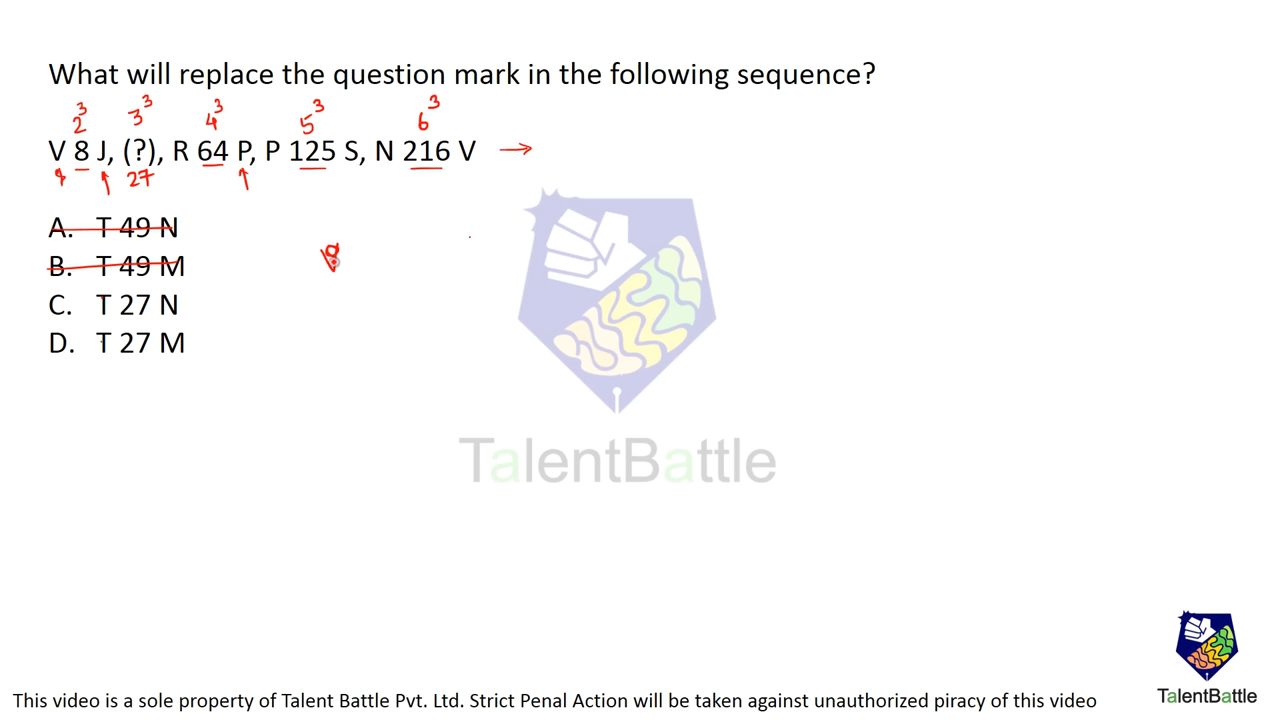 What will replace the question mark in the following sequence?
2³ 3³ 4³ 5³ 6³
V 8 J, (?), R 64 P, P 125 S, N 216 V →
27
A. T 49 N
B. T 49 M
C. T 27 N
D. T 27 M
TalentBattle
TalentBattle
This video is a sole property of Talent Battle Pvt. Ltd. Strict Penal Action will be taken against unauthorized piracy of this video